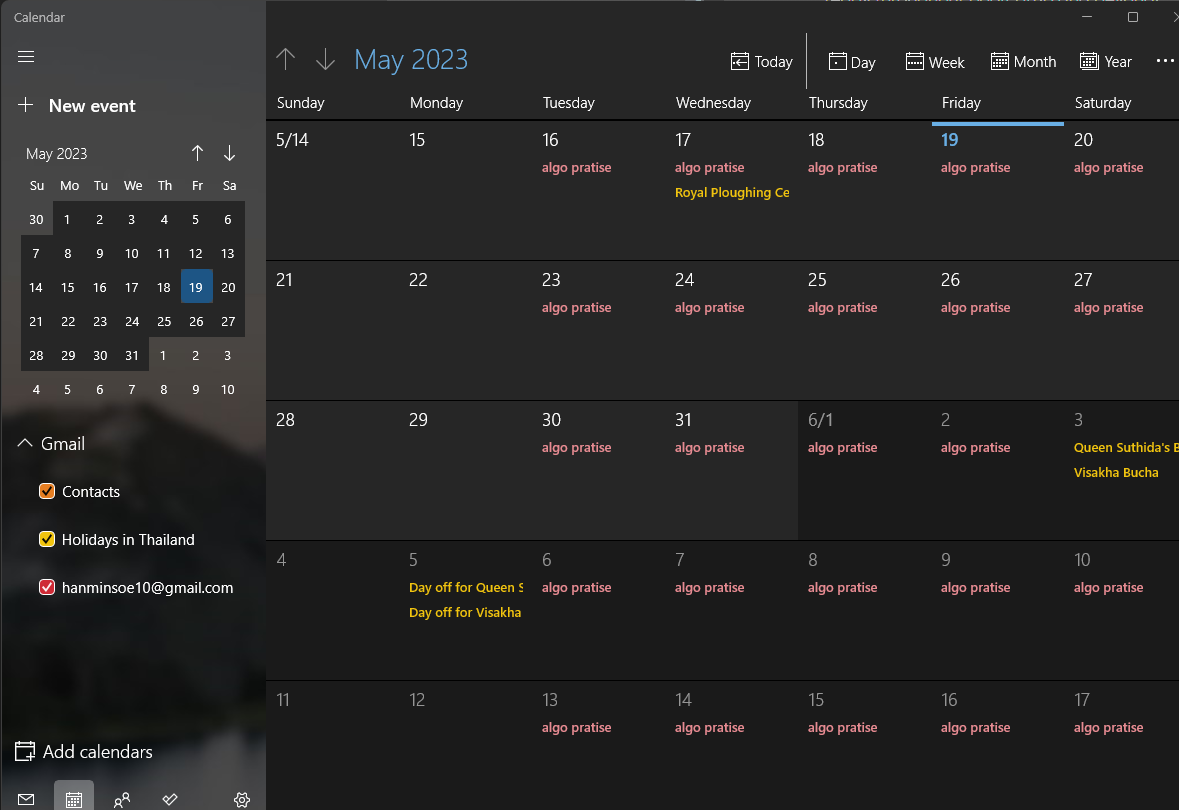 Calendar
New event
May 2023
Su Mo Tu We Th Fr Sa
30 1 2 3 4 5 6
7 8 9 10 11 12 13
14 15 16 17 18 19 20
21 22 23 24 25 26 27
28 29 30 31 1 2 3
4 5 6 7 8 9 10
Gmail
Contacts
Holidays in Thailand
hanminsoe10@gmail.com
Add calendars
May 2023
Today Day Week Month Year
Sunday Monday Tuesday Wednesday Thursday Friday Saturday
5/14 15 16 17 18 19 20
algo pratise algo pratise algo pratise algo pratise algo pratise
Royal Ploughing Ce
21 22 23 24 25 26 27
algo pratise algo pratise algo pratise algo pratise algo pratise
28 29 30 31 6/1 2 3
algo pratise algo pratise algo pratise algo pratise Queen Suthida's B
Visakha Bucha
4 5 6 7 8 9 10
Day off for Queen S algo pratise algo pratise algo pratise algo pratise algo pratise
Day off for Visakha
11 12 13 14 15 16 17
algo pratise algo pratise algo pratise algo pratise algo pratise